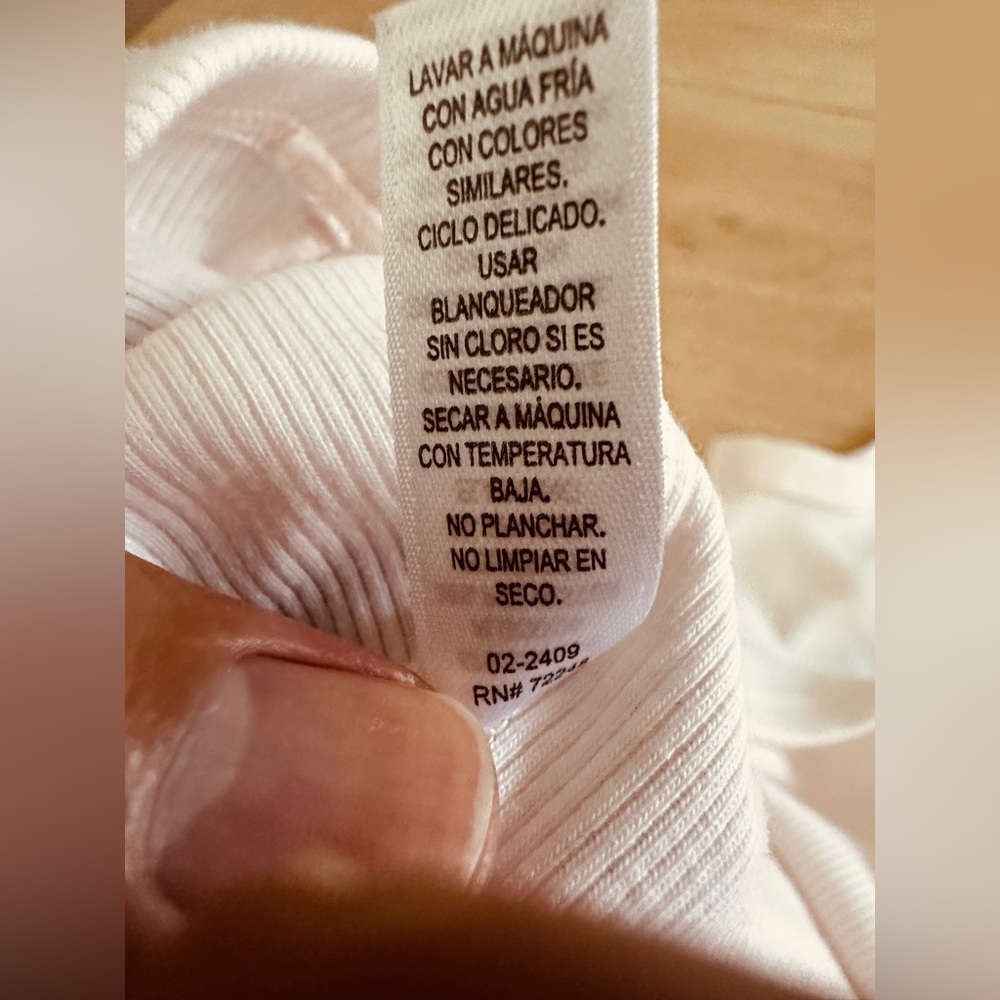 LAVAR A MÁQUINA
CON AGUA FRÍA
CON COLORES
SIMILARES.
CICLO DELICADO.
USAR
BLANQUEADOR
SIN CLORO SI ES
NECESARIO.
SECAR A MÁQUINA
CON TEMPERATURA
BAJA.
NO PLANCHAR.
NO LIMPIAR EN
SECO.
02-2409
RN#